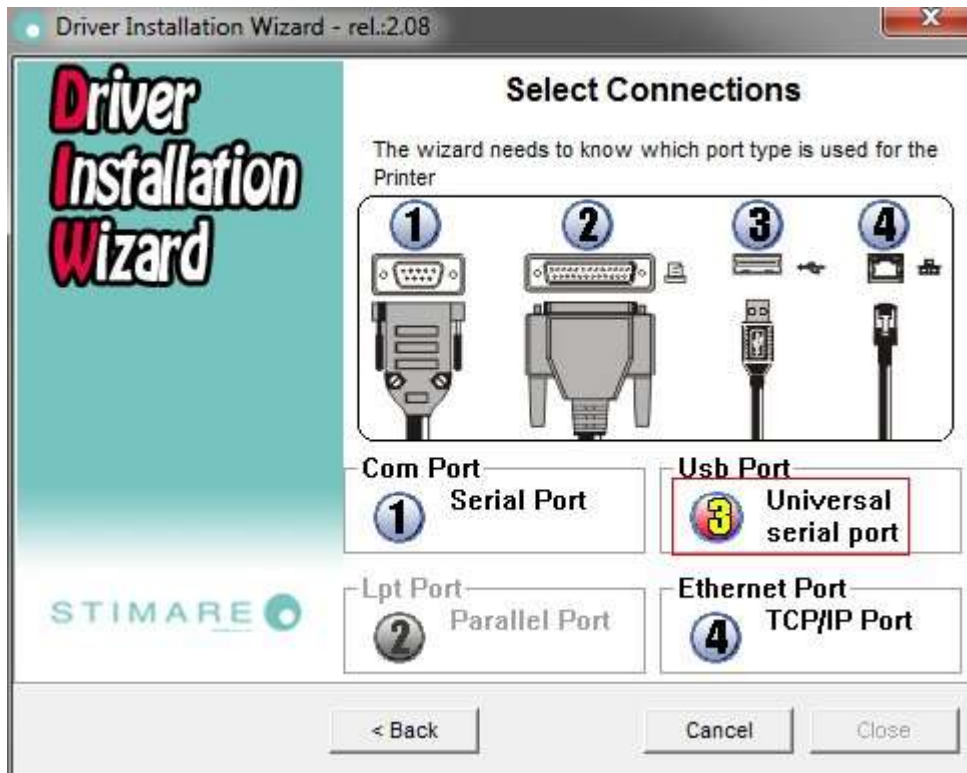 Driver Installation Wizard - rel.:2.08
x
Driver
Installation
Wizard
Select Connections
The wizard needs to know which port type is used for the
Printer
1 2 3 4
Com Port
1 Serial Port
Usb Port
3 Universal
serial port
Lpt Port
2 Parallel Port
Ethernet Port
4 TCP/IP Port
STIMARE
< Back Cancel Close